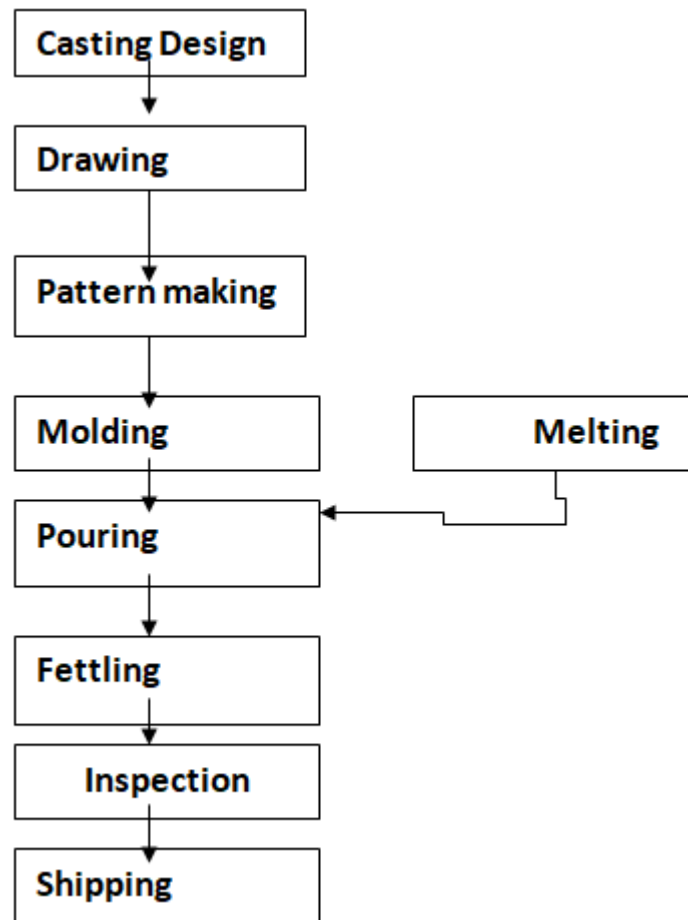 Casting Design
Drawing
Pattern making
Molding
Melting
Pouring
Fettling
Inspection
Shipping